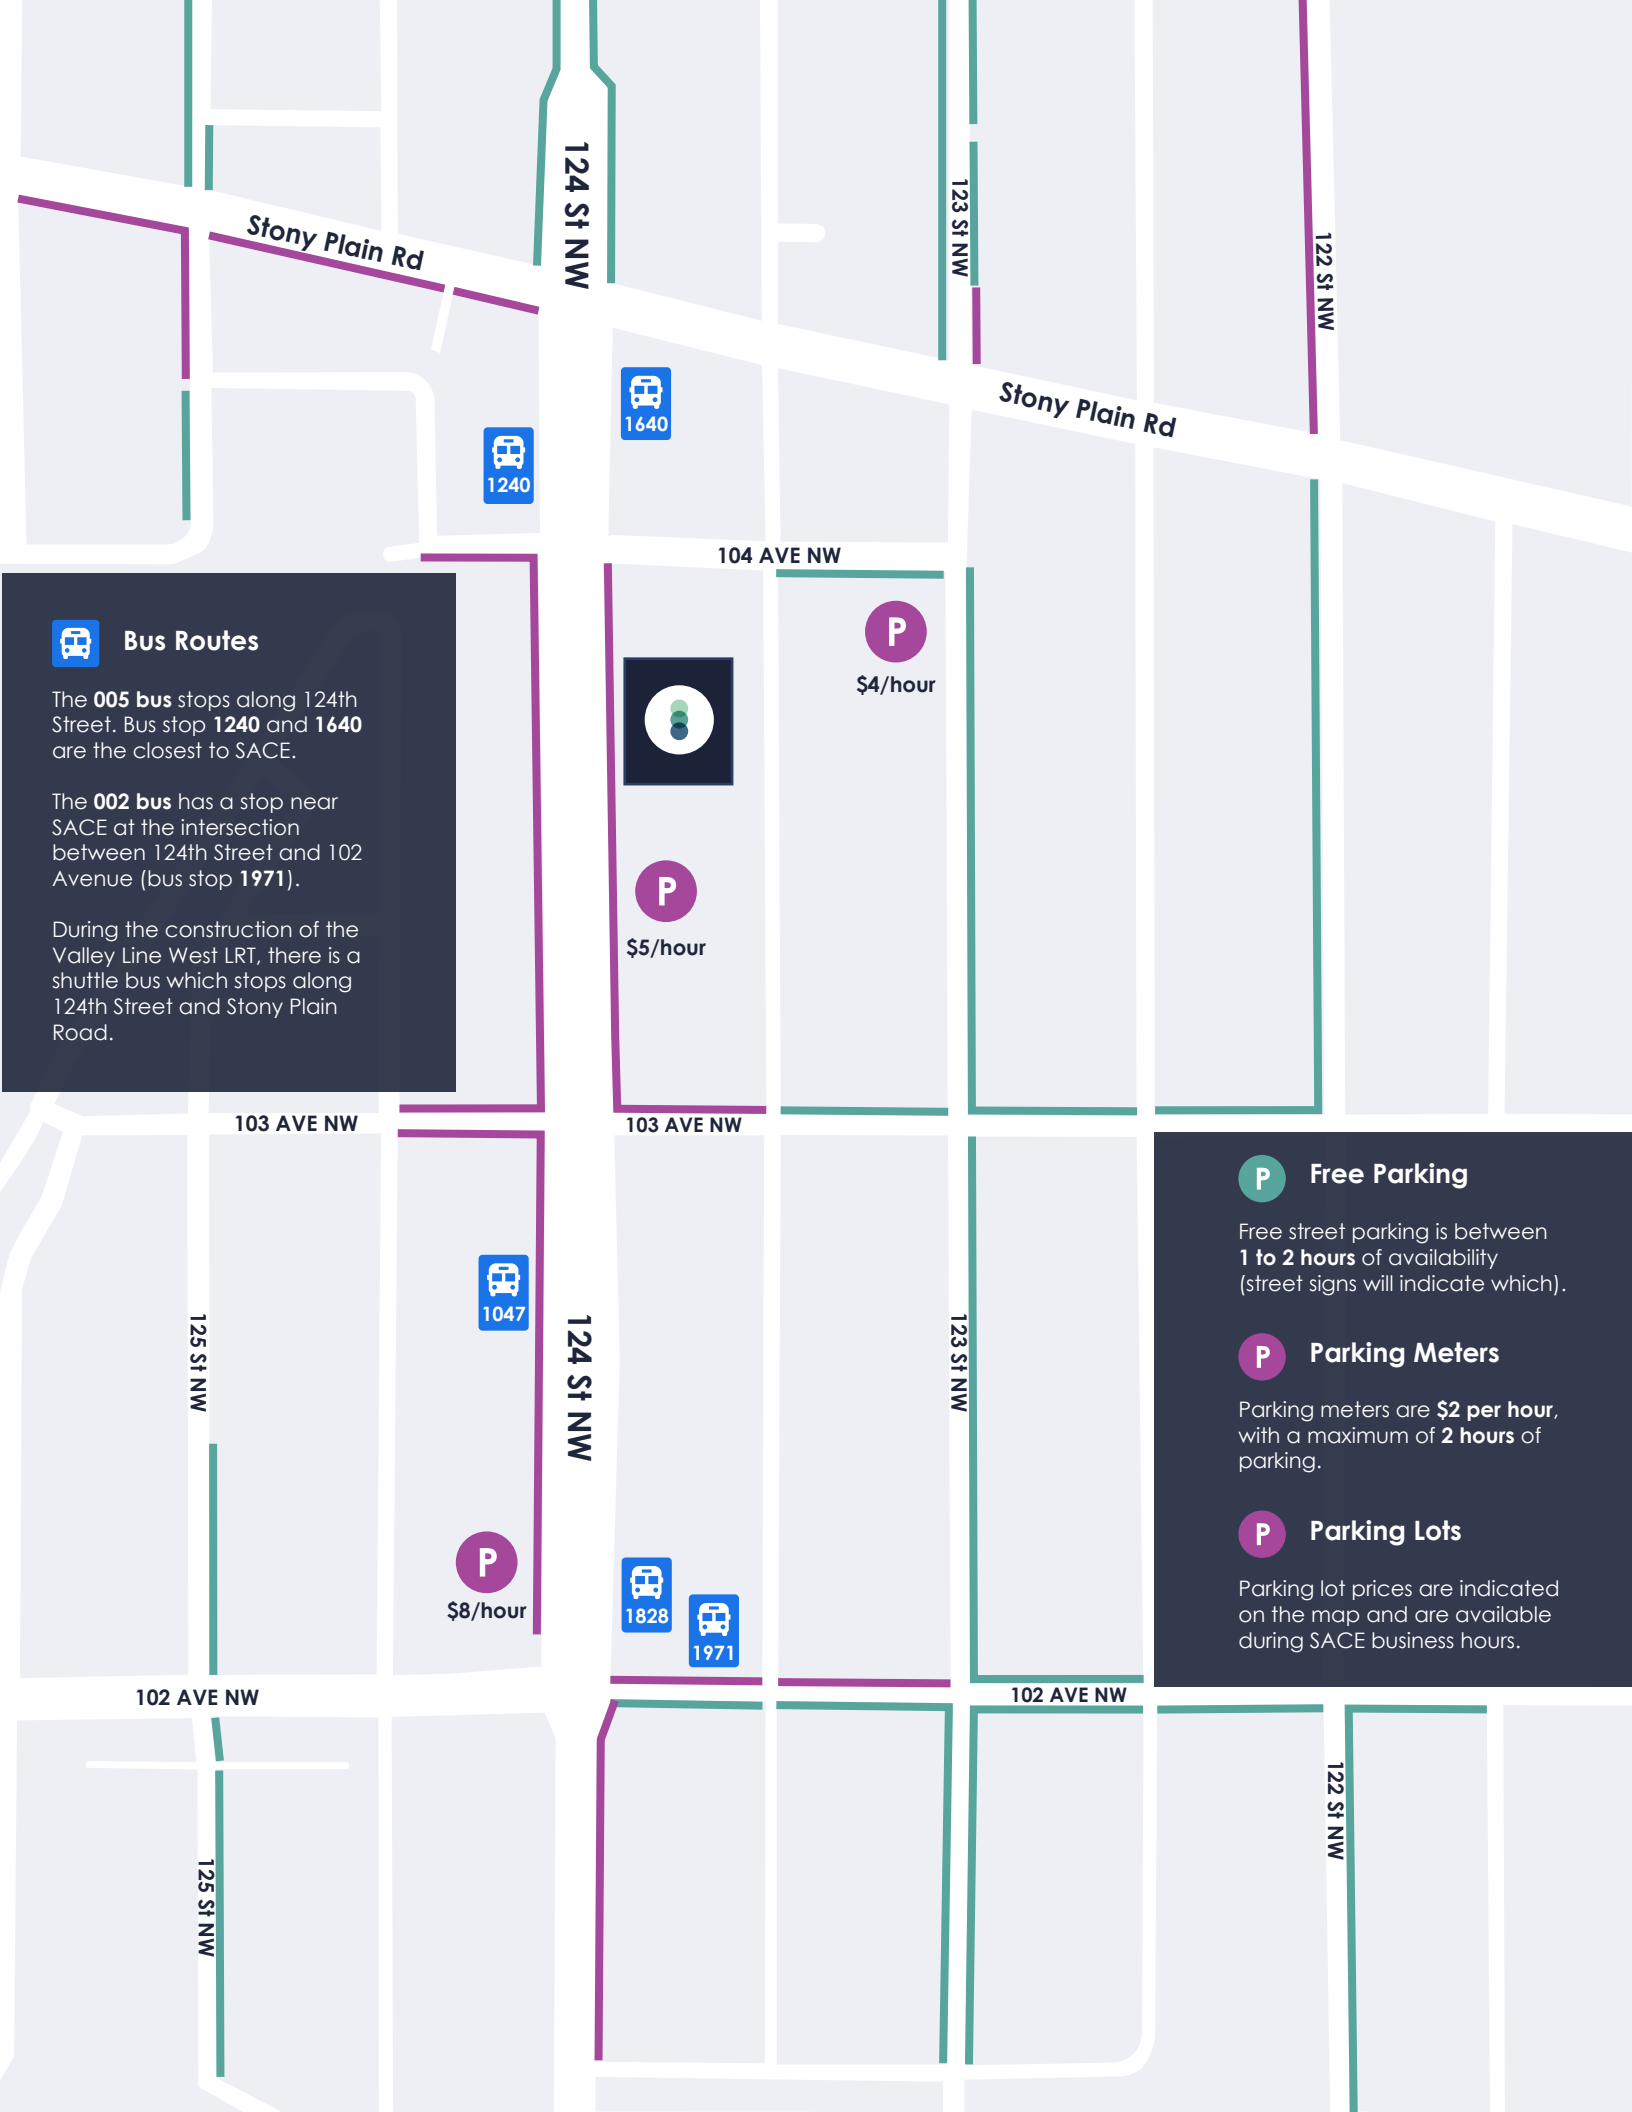 124 St NW
123 St NW
Stony Plain Rd
122 St NW
Stony Plain Rd
1640
1240
104 AVE NW
P
$4/hour
Bus Routes
The 005 bus stops along 124th
Street. Bus stop 1240 and 1640
are the closest to SACE.
The 002 bus has a stop near
SACE at the intersection
between 124th Street and 102
Avenue (bus stop 1971).
During the construction of the
Valley Line West LRT, there is a
shuttle bus which stops along
124th Street and Stony Plain
Road.
P
$5/hour
103 AVE NW
103 AVE NW
P Free Parking
Free street parking is between
1 to 2 hours of availability
(street signs will indicate which).
P Parking Meters
Parking meters are $2 per hour,
with a maximum of 2 hours of
parking.
P Parking Lots
Parking lot prices are indicated
on the map and are available
during SACE business hours.
1047
125 St NW
124 St NW
123 St NW
P
$8/hour
1828
1971
102 AVE NW
102 AVE NW
122 St NW
125 St NW